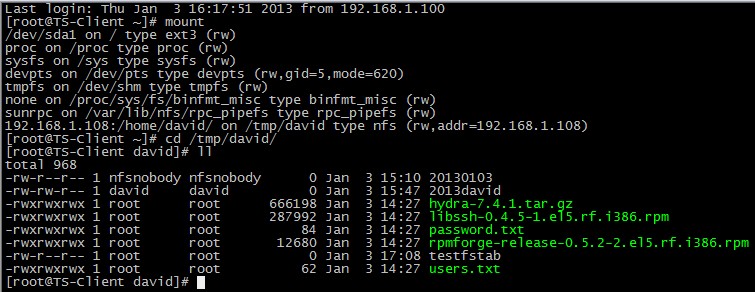 Last login: Thu Jan  3 16:17:51 2013 from 192.168.1.100
[root@TS-Client ~]# mount
/dev/sda1 on / type ext3 (rw)
proc on /proc type proc (rw)
sysfs on /sys type sysfs (rw)
devpts on /dev/pts type devpts (rw,gid=5,mode=620)
tmpfs on /dev/shm type tmpfs (rw)
none on /proc/sys/fs/binfmt_misc type binfmt_misc (rw)
sunrpc on /var/lib/nfs/rpc_pipefs type rpc_pipefs (rw)
192.168.1.108:/home/david/ on /tmp/david type nfs (rw,addr=192.168.1.108)
[root@TS-Client ~]# cd /tmp/david/
[root@TS-Client david]# ll
total 968
-rw-r--r-- 1 nfsnobody nfsnobody      0 Jan  3 15:10 20130103
-rw-rw-r-- 1 david     david          0 Jan  3 15:47 2013david
-rwxrwxrwx 1 root      root      666198 Jan  3 14:27 hydra-7.4.1.tar.gz
-rwxrwxrwx 1 root      root      287992 Jan  3 14:27 libssh-0.4.5-1.el5.rf.i386.rpm
-rwxrwxrwx 1 root      root          84 Jan  3 14:27 password.txt
-rwxrwxrwx 1 root      root       12680 Jan  3 14:27 rpmforge-release-0.5.2-2.el5.rf.i386.rpm
-rw-r--r-- 1 root      root           0 Jan  3 17:08 testfstab
-rwxrwxrwx 1 root      root          62 Jan  3 14:27 users.txt
[root@TS-Client david]#